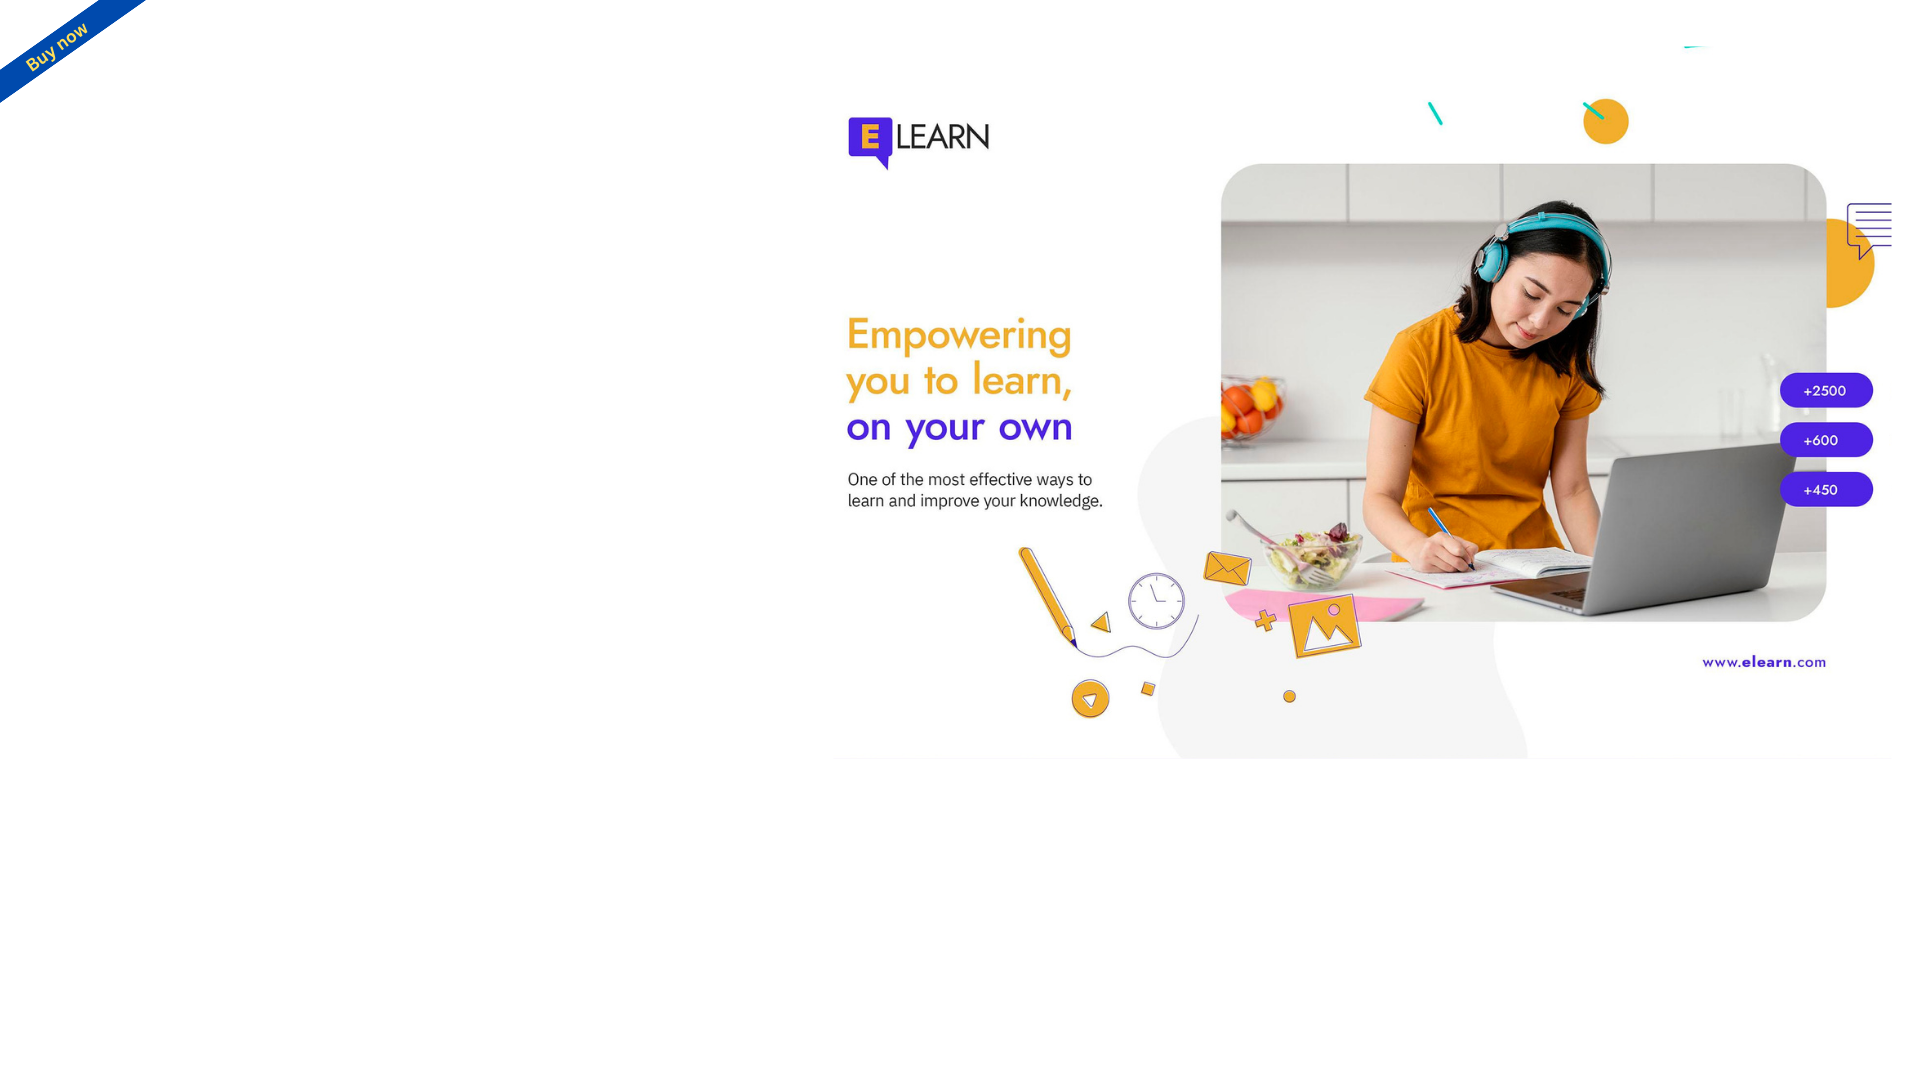 Buy now
E LEARN
Empowering
you to learn,
on your own
One of the most effective ways to
learn and improve your knowledge.
+2500
+600
+450
www.elearn.com